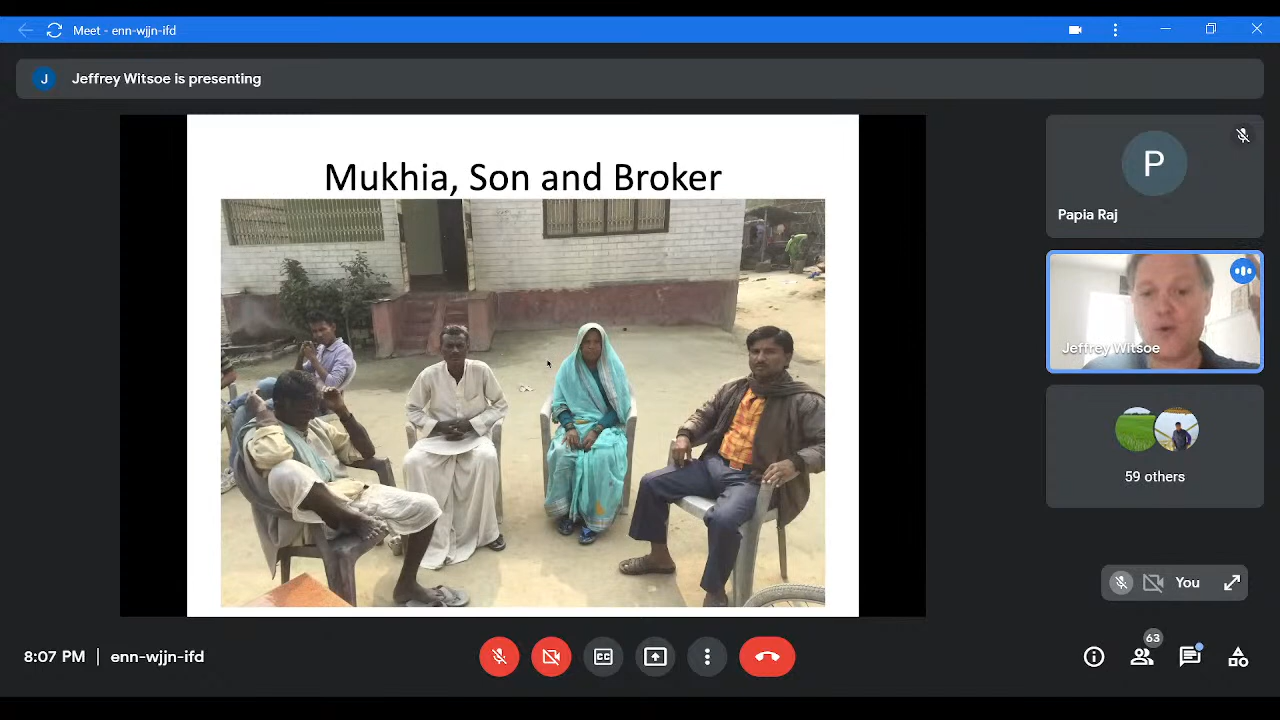 Meet - enn-wjjn-ifd
J
Jeffrey Witsoe is presenting
Mukhia, Son and Broker
P
Papia Raj
Jeffrey Witsoe
59 others
You
8:07 PM | enn-wjjn-ifd
CC
63